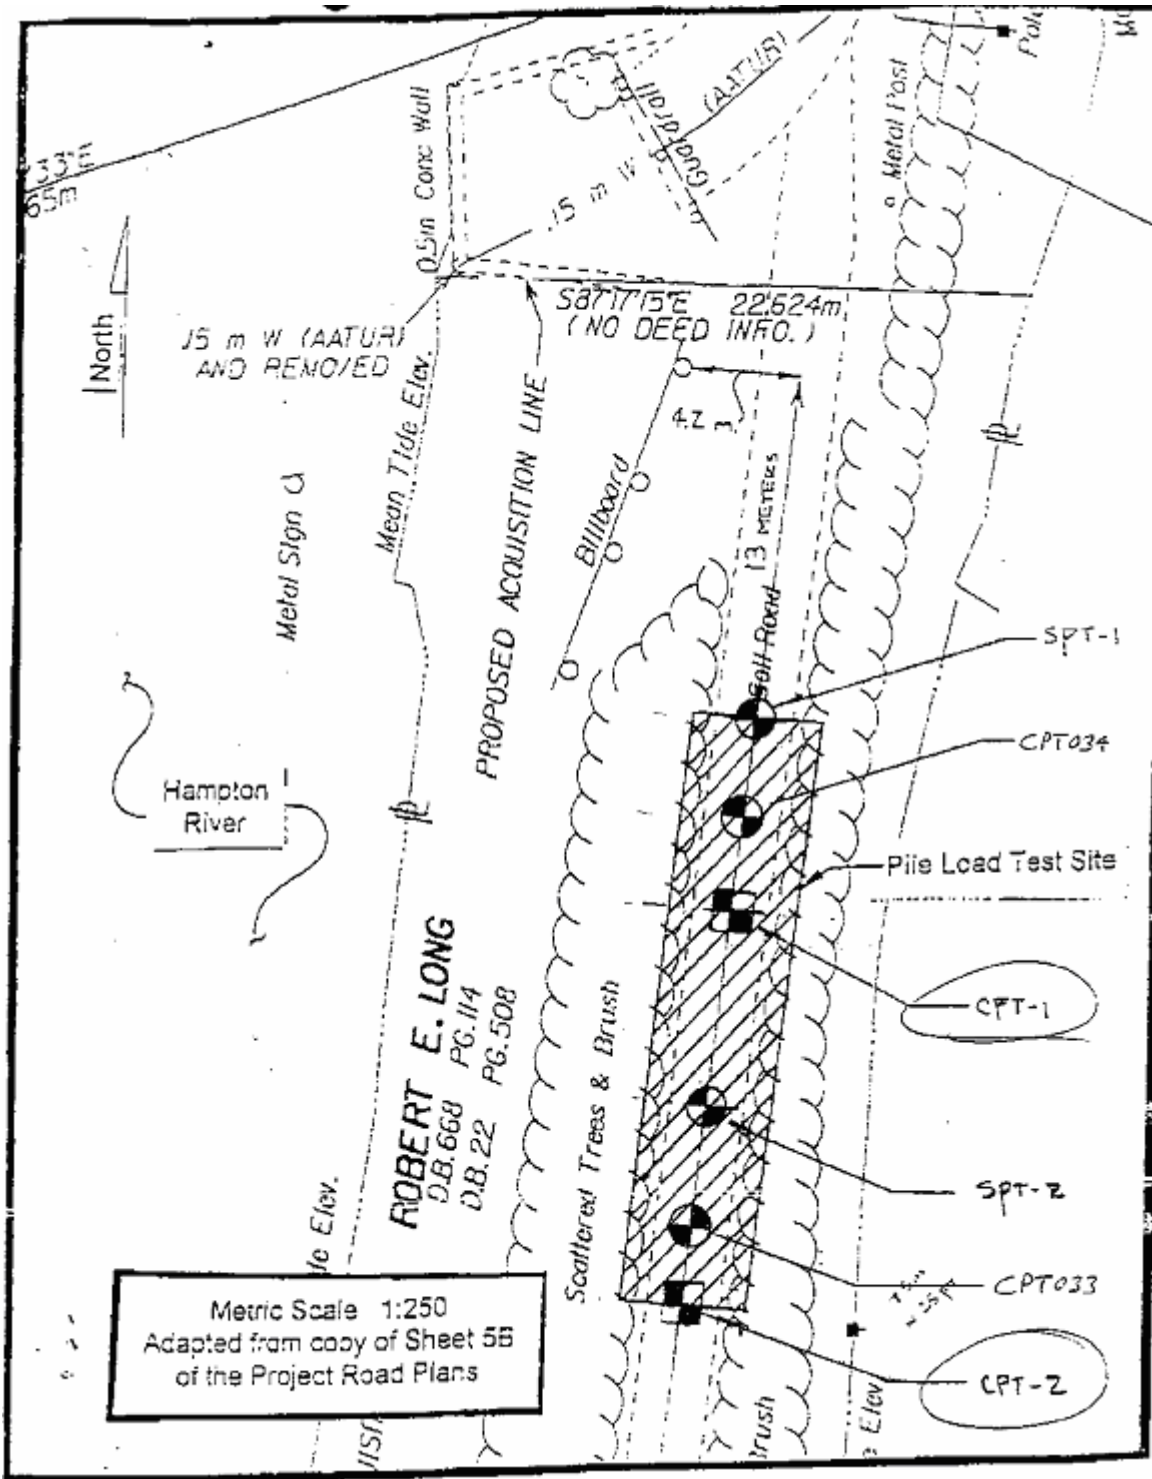 33'E
65m
0.5m Conc Wall
.15 m W
(AATUR)
Guardrail
Metal Post
Pole
North
.15 m W (AATUR)
AND REMOVED
S87°17'15"E 22.624m
(NO DEED INFO.)
4.2 m.
Mean Tide Elev.
PROPOSED ACQUISITION LINE
Billboard
13 METERS
Metal Sign
Soil Road
SPT-1
CPT034
Hampton
River
Pile Load Test Site
ROBERT E. LONG
D.B. 668 PG. 114
D.B. 22 PG. 508
CPT-1
Scattered Trees & Brush
SPT-2
de Elev.
CPT033
Metric Scale 1:250
Adapted from copy of Sheet 5B
of the Project Road Plans
CPT-2
rush
e Elev.